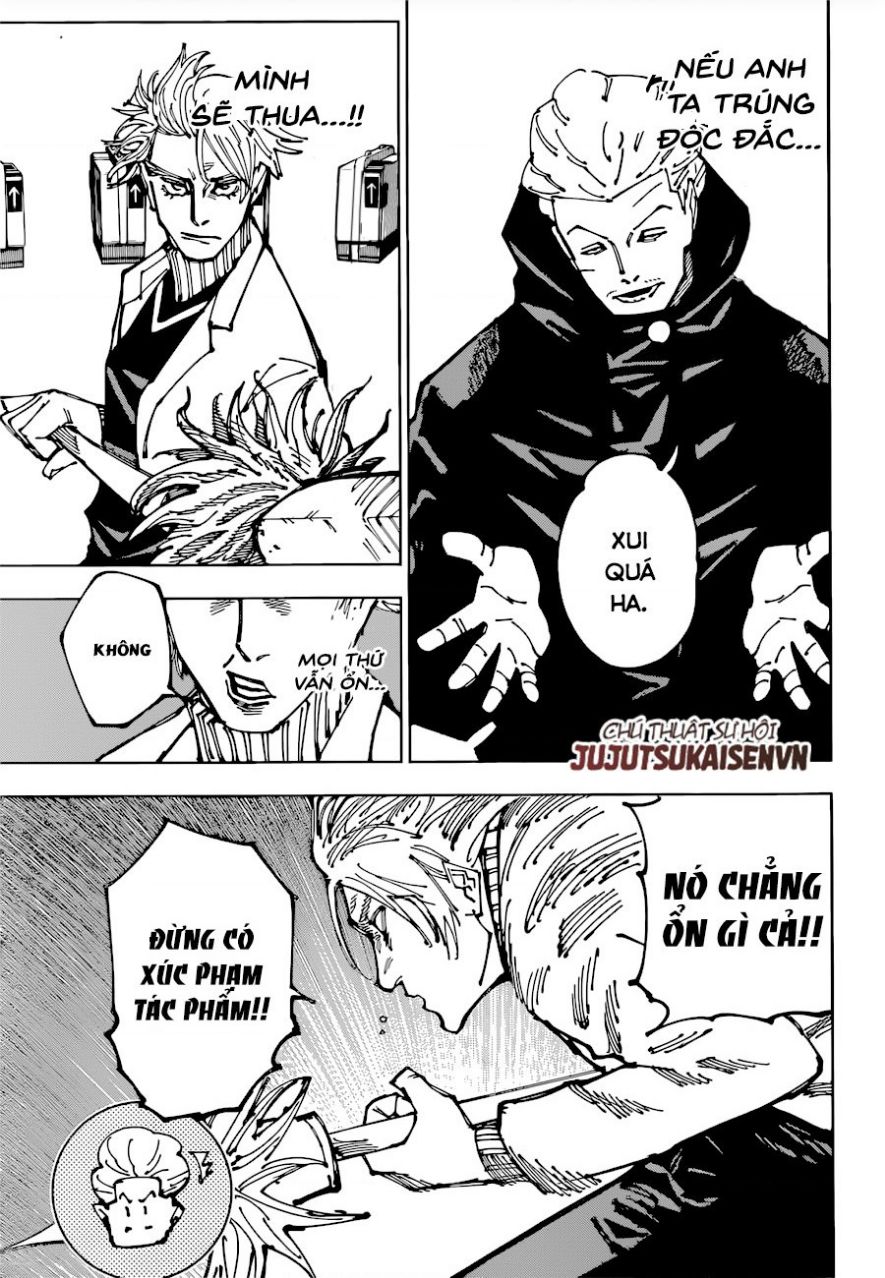 NẾU ANH
TA TRÚNG
ĐỘC ĐẮC...
XUI
QUÁ
HA.
MÌNH
SẼ THUA...!!
KHÔNG
MỌI THỨ
VẪN ỔN...
CHÚ THUẬT SƯ HỒI
JUJUTSUKAISENVN
NÓ CHẲNG
ỔN GÌ CẢ!!
ĐỪNG CÓ
XÚC PHẠM
TÁC PHẨM!!